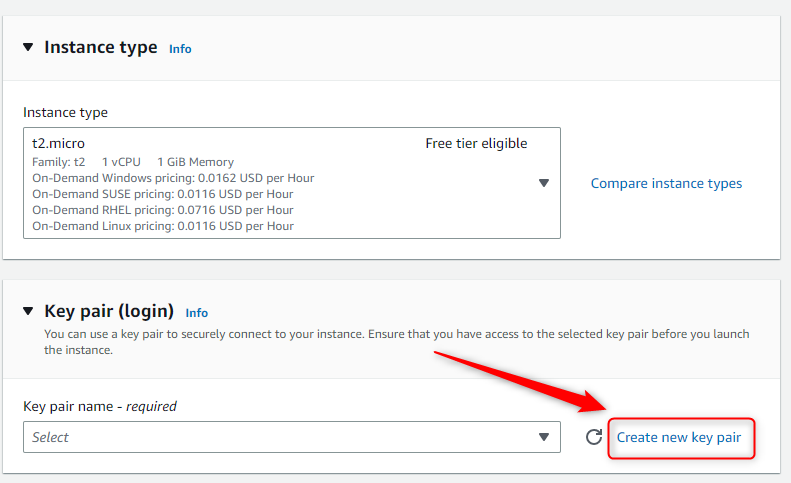 Instance type Info
Instance type
t2.micro Free tier eligible
Family: t2 1 vCPU 1 GiB Memory
On-Demand Windows pricing: 0.0162 USD per Hour
On-Demand SUSE pricing: 0.0116 USD per Hour
On-Demand RHEL pricing: 0.0716 USD per Hour
On-Demand Linux pricing: 0.0116 USD per Hour
Compare instance types
Key pair (login) Info
You can use a key pair to securely connect to your instance. Ensure that you have access to the selected key pair before you launch
the instance.
Key pair name - required
Select
Create new key pair